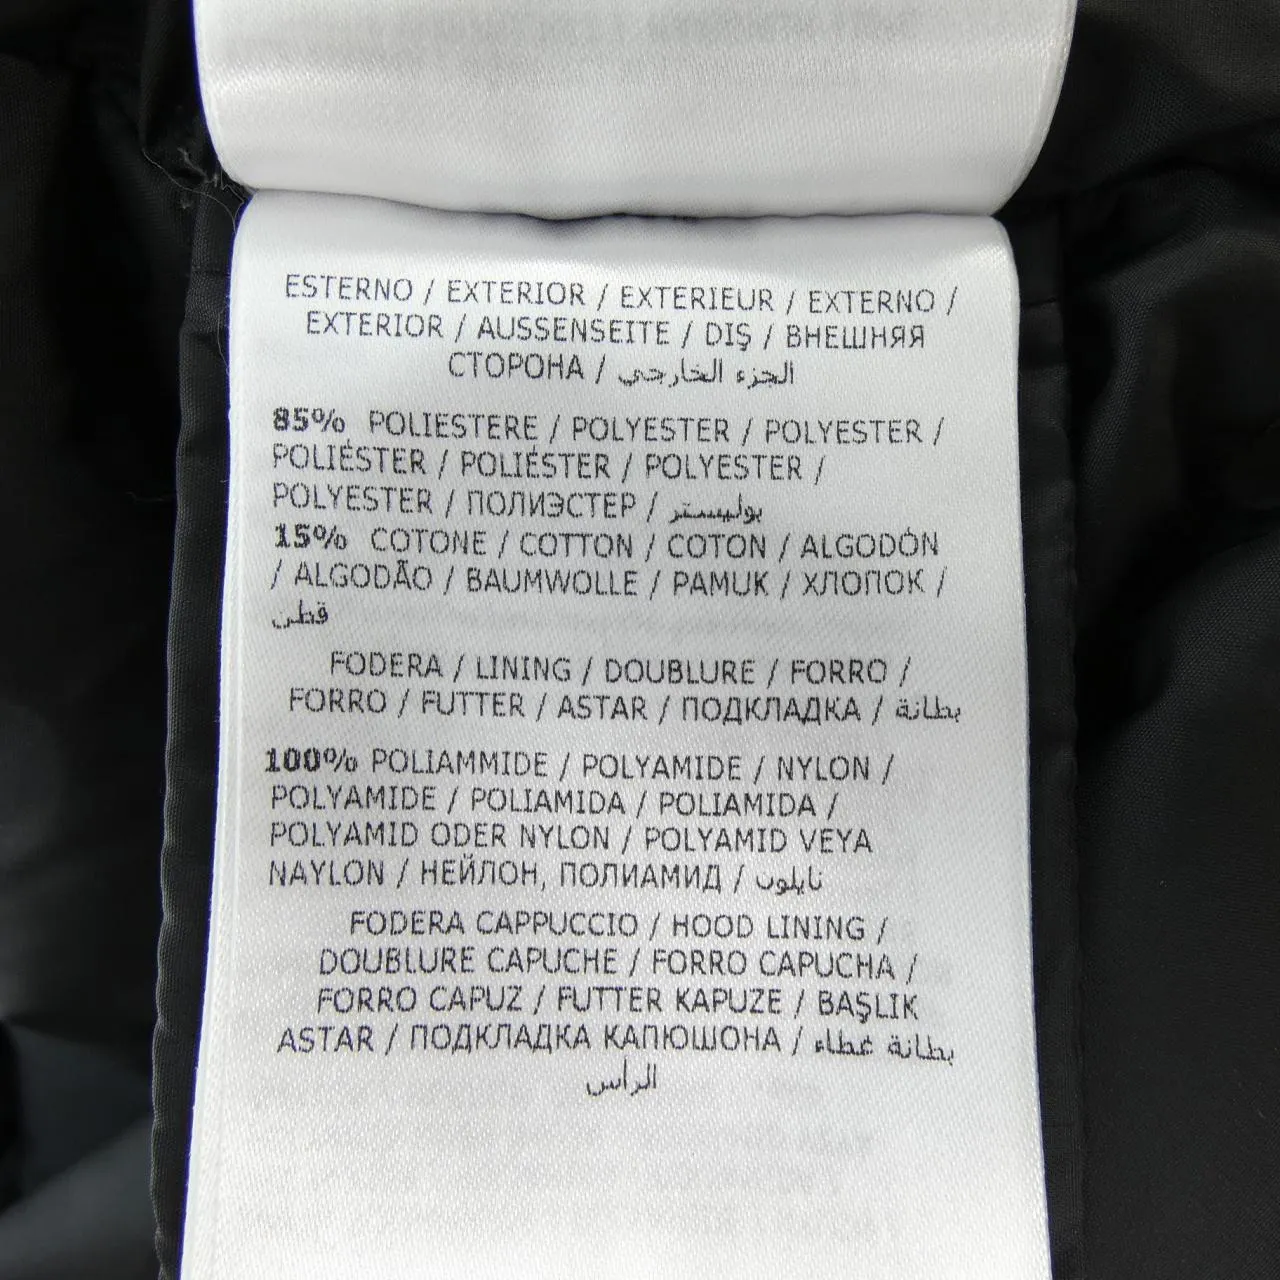 ESTERNO / EXTERIOR / EXTERIEUR / EXTERNO /
EXTERIOR / AUSSENSEITE / DIŞ / ВНЕШНЯЯ
СТОРОНА / الجزء الخارجي
85% POLIESTERE / POLYESTER / POLYESTER /
POLIÉSTER / POLIÉSTER / POLYESTER /
POLYESTER / ПОЛИЭСТЕР / بوليستر
15% COTONE / COTTON / COTON / ALGODÓN
/ ALGODÃO / BAUMWOLLE / PAMUK / ХЛОПОК /
قطن
FODERA / LINING / DOUBLURE / FORRO /
FORRO / FUTTER / ASTAR / ПОДКЛАДКА / بطانة
100% POLIAMMIDE / POLYAMIDE / NYLON /
POLYAMIDE / POLIAMIDA / POLIAMIDA /
POLYAMID ODER NYLON / POLYAMID VEYA
NAYLON / НЕЙЛОН, ПОЛИАМИД / نايلون
FODERA CAPPUCCIO / HOOD LINING /
DOUBLURE CAPUCHE / FORRO CAPUCHA /
FORRO CAPUZ / FUTTER KAPUZE / BAŞLIK
ASTAR / ПОДКЛАДКА КАПЮШОНА / بطانة غطاء
الرأس